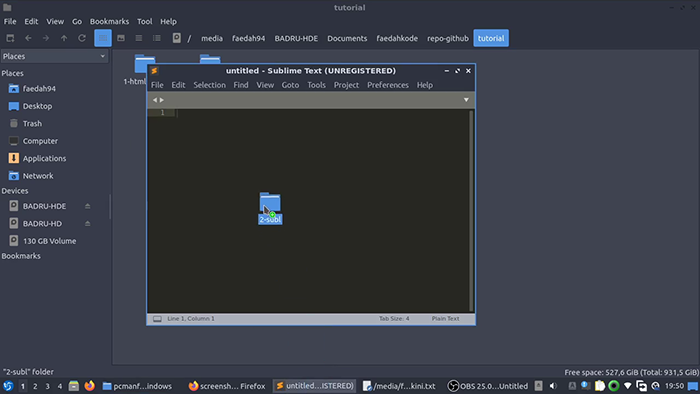 tutorial
File Edit View Go Bookmarks Tool Help
/ media faedah94 BADRU-HDE Documents faedahkode repo-github tutorial
Places
Places
faedah94
Desktop
Trash
Computer
Applications
Network
Devices
BADRU-HDE
BADRU-HD
130 GB Volume
Bookmarks
1-html
untitled - Sublime Text (UNREGISTERED)
File Edit Selection Find View Goto Tools Project Preferences Help
1
2-subl
Line 1, Column 1 Tab Size: 4 Plain Text
"2-subl" folder Free space: 527,6 GiB (Total: 931,5 GiB)
1 2 3 4 pcmanf...indows screensh... Firefox untitled...ISTERED) /media/f...kini.txt OBS 25.0...Untitled 19:50